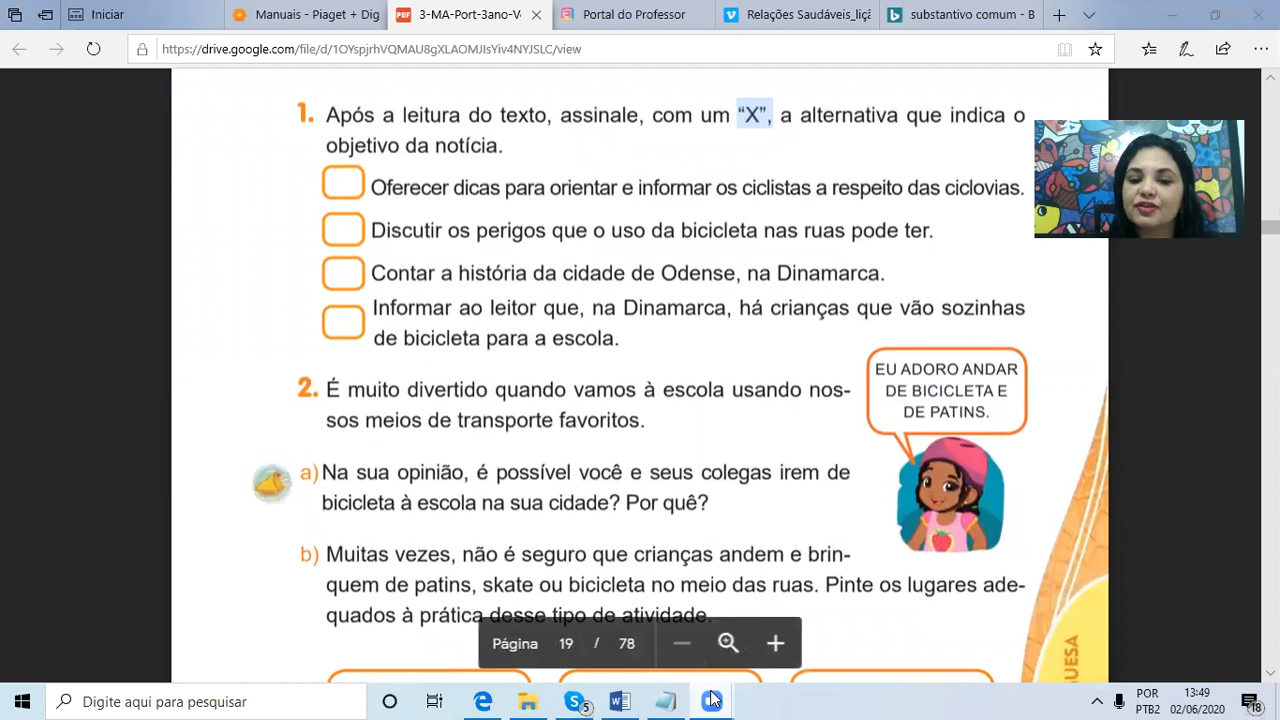 Iniciar
Manuais - Página 19
3-MA-Port-3ano-Vo
Portal do Professor
Relações Saudáveis_liçã
substantivo comum - B
https://drive.google.com/file/d/1OYspjrhVQMAU8gXLAOMJIsYiv4NYJSLC/view
1. Após a leitura do texto, assinale, com um “X”, a alternativa que indica o
objetivo da notícia.
Oferecer dicas para orientar e informar os ciclistas a respeito das ciclovias.
Discutir os perigos que o uso da bicicleta nas ruas pode ter.
Contar a história da cidade de Odense, na Dinamarca.
Informar ao leitor que, na Dinamarca, há crianças que vão sozinhas
de bicicleta para a escola.
2. É muito divertido quando vamos à escola usando nos-
sos meios de transporte favoritos.
EU ADORO ANDAR
DE BICICLETA E
DE PATINS.
a) Na sua opinião, é possível você e seus colegas irem de
bicicleta à escola na sua cidade? Por quê?
b) Muitas vezes, não é seguro que crianças andem e brin-
quem de patins, skate ou bicicleta no meio das ruas. Pinte os lugares ade-
quados à prática desse tipo de atividade.
Página 19 / 78
UESA
Digite aqui para pesquisar
5
POR
PTB2
13:49
02/06/2020
18